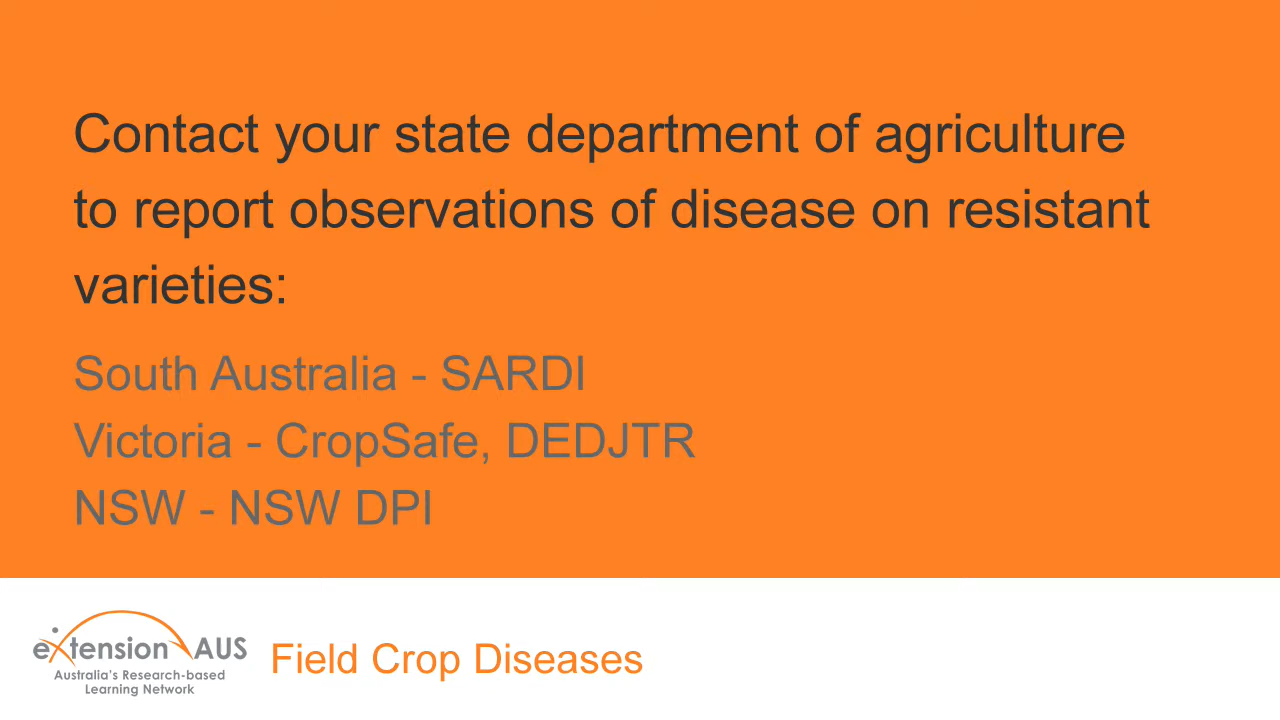 Contact your state department of agriculture
to report observations of disease on resistant
varieties:
South Australia - SARDI
Victoria - CropSafe, DEDJTR
NSW - NSW DPI
eXtension AUS
Australia's Research-based
Learning Network
Field Crop Diseases